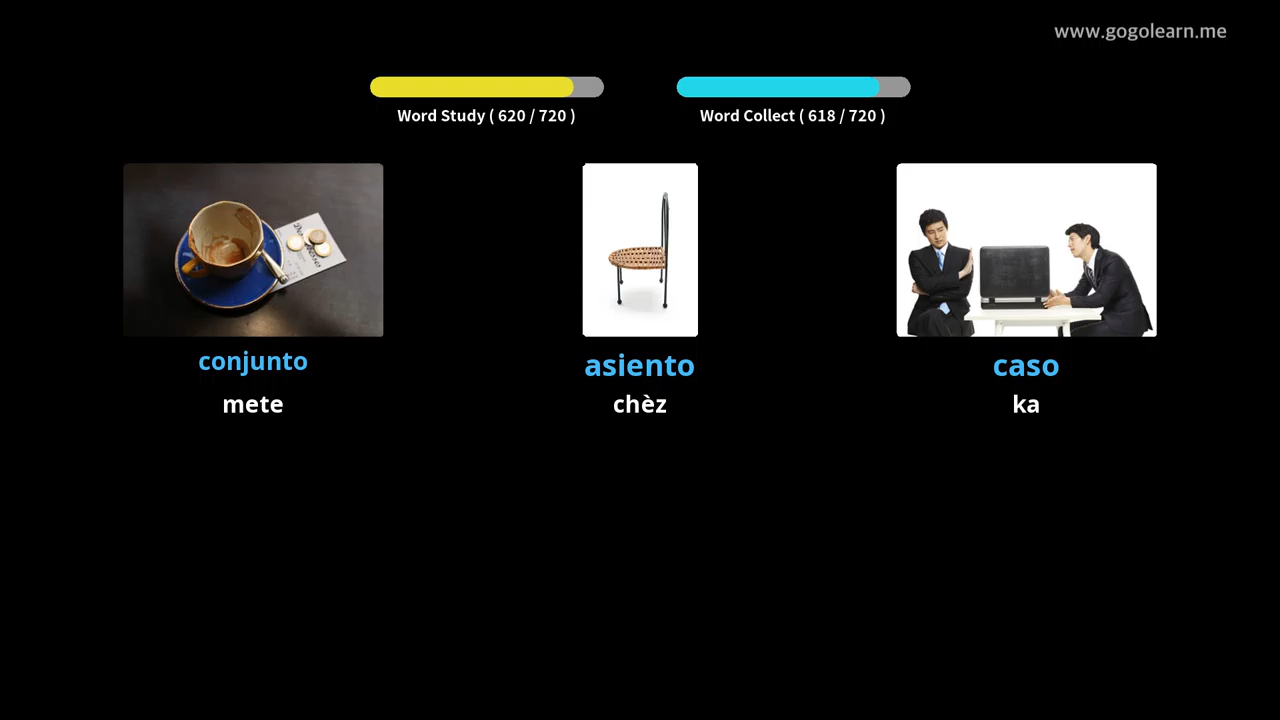 www.gogolearn.me
Word Study ( 620 / 720 )
Word Collect ( 618 / 720 )
conjunto
asiento
caso
mete
chèz
ka